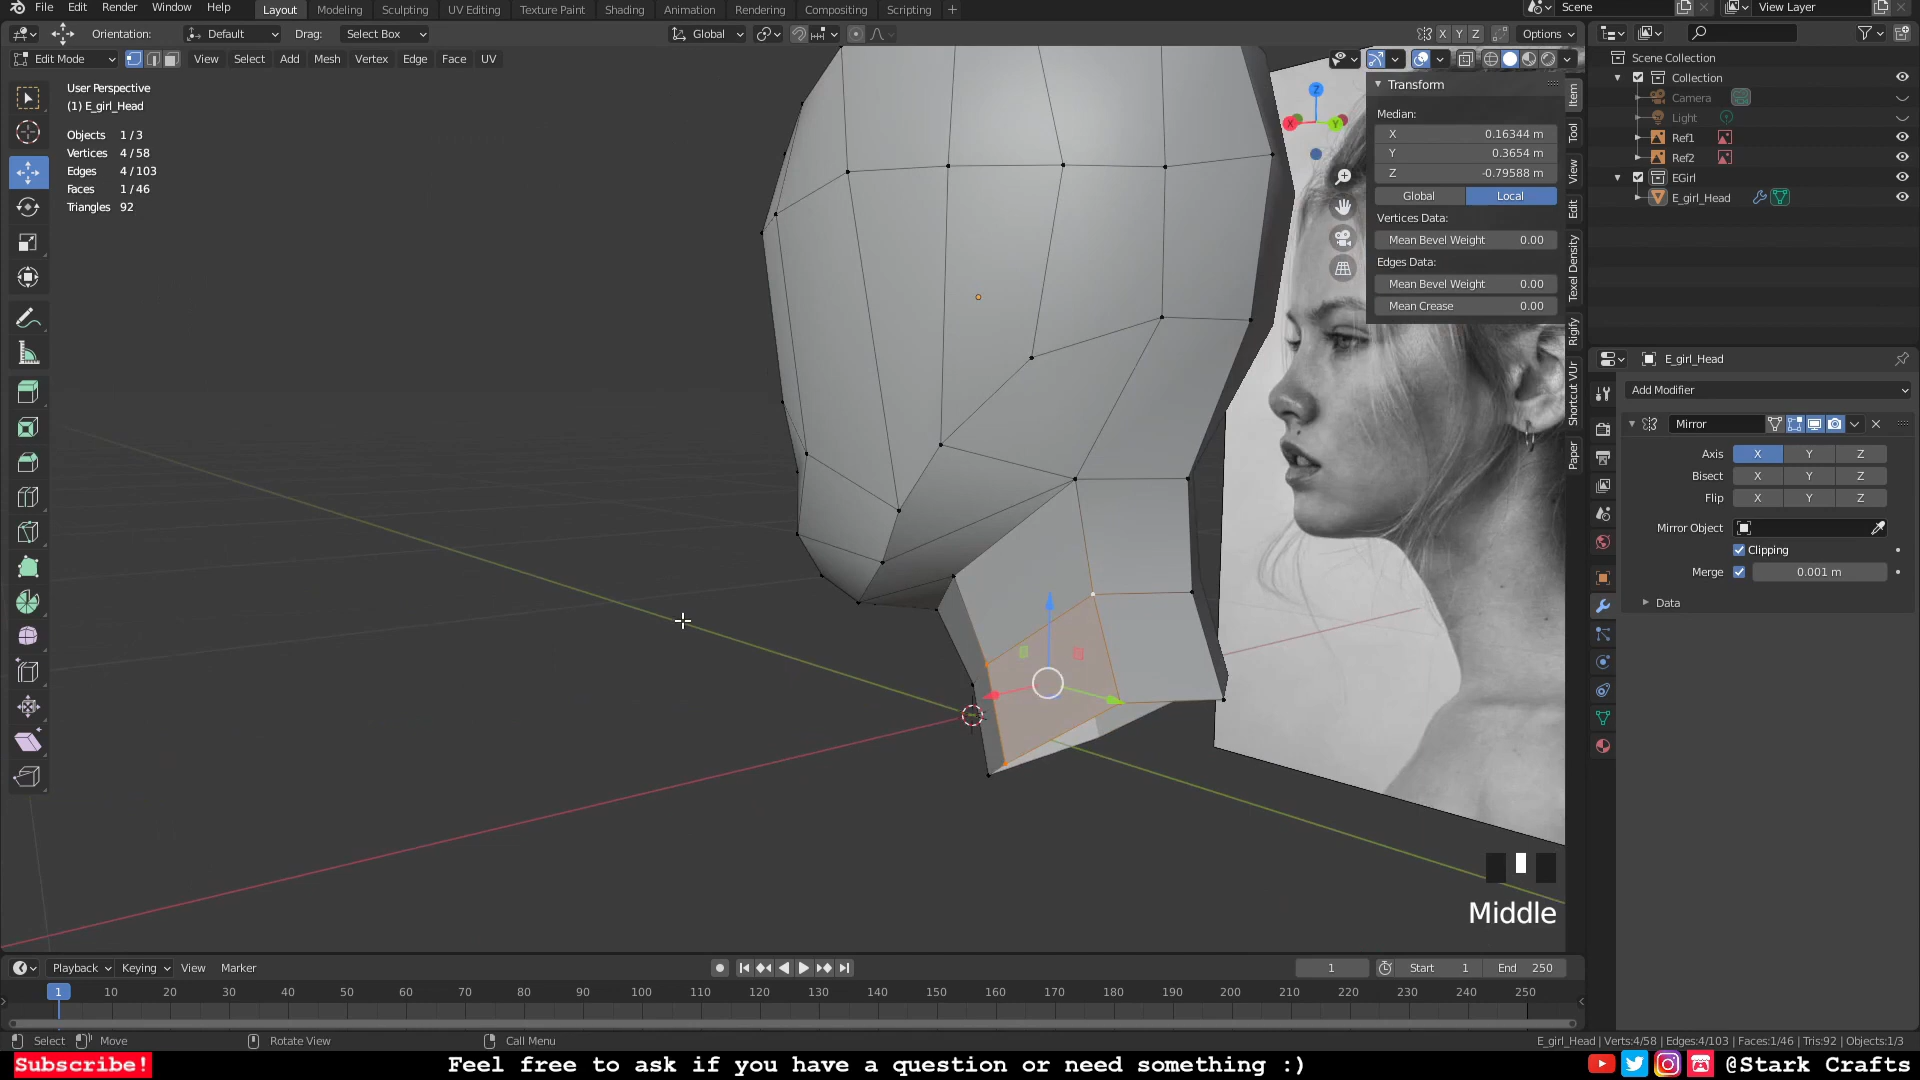 File Edit Render Window Help Layout Modeling Sculpting UV Editing Texture Paint Shading Animation Rendering Compositing Scripting + Scene View Layer
Orientation: Default Drag: Select Box Global X Y Z Options
Edit Mode View Select Add Mesh Vertex Edge Face UV
User Perspective
(1) E_girl_Head
Objects 1/3
Vertices 4/58
Edges 4/103
Faces 1/46
Triangles 92
Z
X
Y
Transform
Median:
X 0.16344 m
Y 0.3654 m
Z -0.79588 m
Global Local
Vertices Data:
Mean Bevel Weight 0.00
Edges Data:
Mean Bevel Weight 0.00
Mean Crease 0.00
Item
Tool
View
Edit
Texel Density
Rigify
Shortcut VUr
Paper
Scene Collection
Collection
Camera
Light
Ref1
Ref2
EGirl
E_girl_Head
E_girl_Head
Add Modifier
Mirror
Axis X Y Z
Bisect X Y Z
Flip X Y Z
Mirror Object
Clipping
Merge 0.001 m
Data
Middle
Playback Keying View Marker 1 Start 1 End 250
1 10 20 30 40 50 60 70 80 90 100 110 120 130 140 150 160 170 180 190 200 210 220 230 240 250
Select Move Rotate View Call Menu E_girl_Head | Verts:4/58 | Edges:4/103 | Faces:1/46 | Tris:92 | Objects:1/3
Subscribe! Feel free to ask if you have a question or need something :) @Stark Crafts